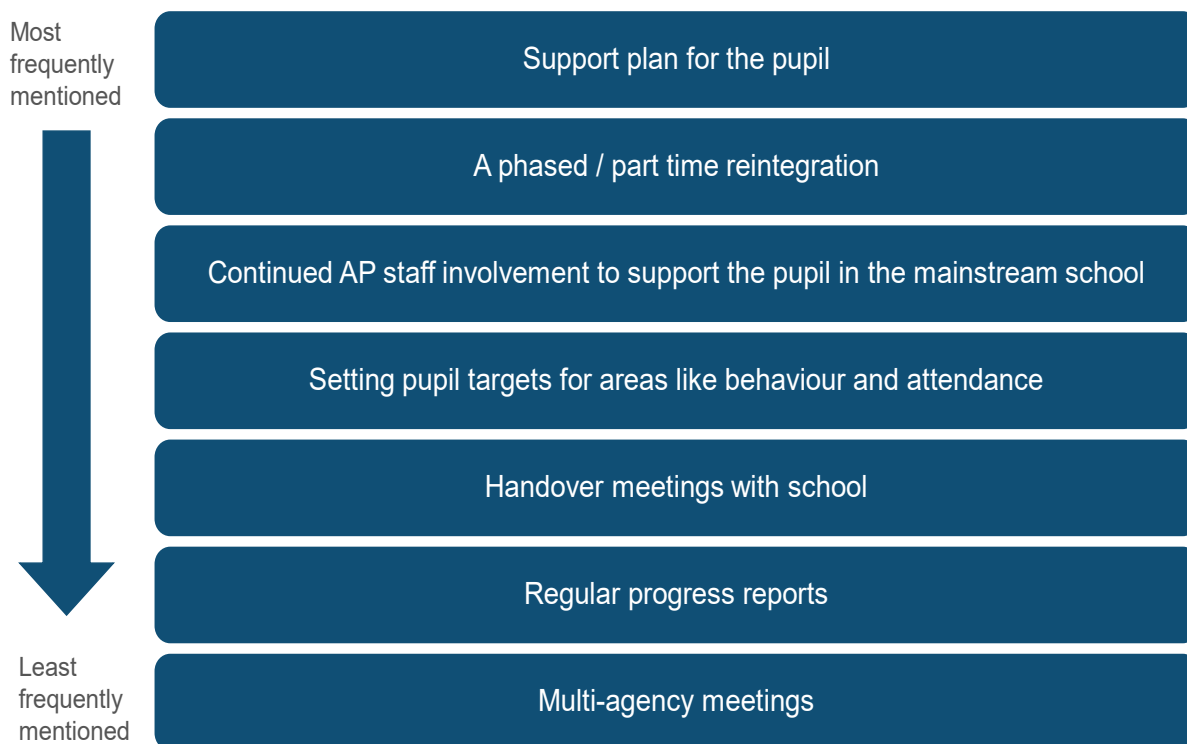 Most
frequently
mentioned
Support plan for the pupil
A phased / part time reintegration
Continued AP staff involvement to support the pupil in the mainstream school
Setting pupil targets for areas like behaviour and attendance
Handover meetings with school
Regular progress reports
Least
frequently
mentioned
Multi-agency meetings